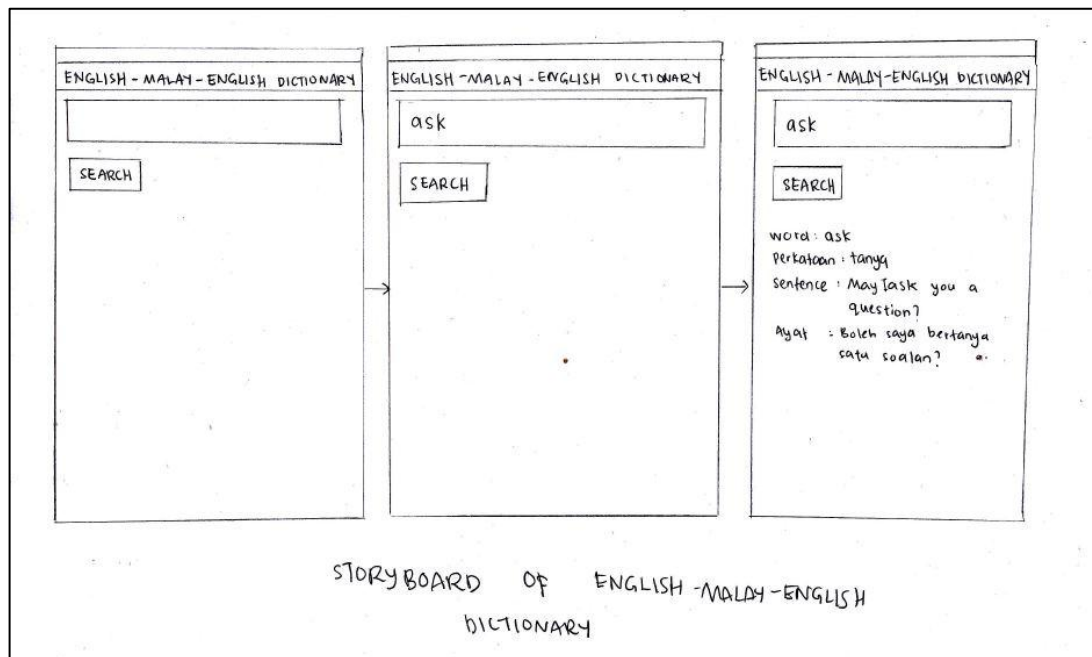 ENGLISH - MALAY - ENGLISH DICTIONARY
SEARCH
ENGLISH - MALAY - ENGLISH DICTIONARY
ask
SEARCH
ENGLISH - MALAY - ENGLISH DICTIONARY
ask
SEARCH
word : ask
Perkataan : tanya
Sentence : May I ask you a
question?
Ayat : Boleh saya bertanya
satu soalan?
STORYBOARD OF ENGLISH - MALAY - ENGLISH
DICTIONARY